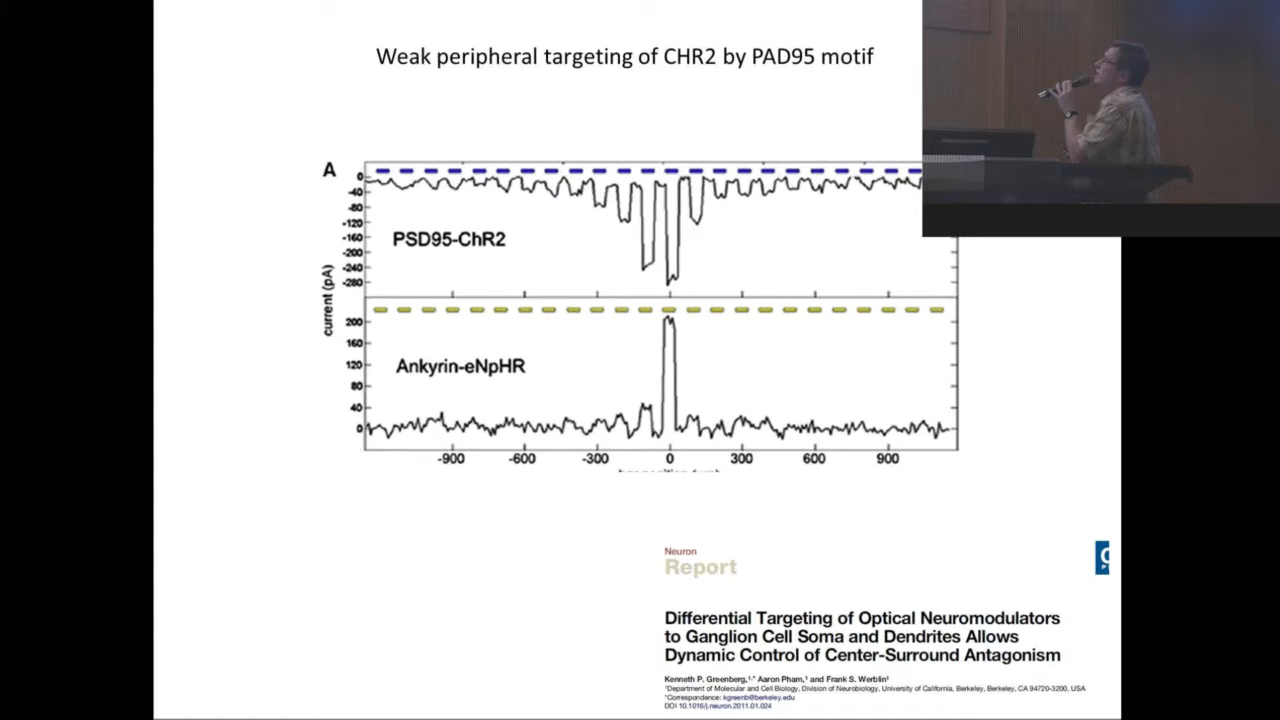 Weak peripheral targeting of CHR2 by PAD95 motif
A
0
-40
-80
-120
-160
-200
-240
-280
PSD95-ChR2
current (pA)
200
160
120
80
40
0
Ankyrin-eNpHR
-900 -600 -300 0 300 600 900
Neuron
Report
Differential Targeting of Optical Neuromodulators
to Ganglion Cell Soma and Dendrites Allows
Dynamic Control of Center-Surround Antagonism
Kenneth P. Greenberg,1,* Aaron Pham,1 and Frank S. Werblin1
1Department of Molecular and Cell Biology, Division of Neurobiology, University of California, Berkeley, Berkeley, CA 94720-3200, USA
*Correspondence: kgreenb@berkeley.edu
DOI 10.1016/j.neuron.2011.01.024